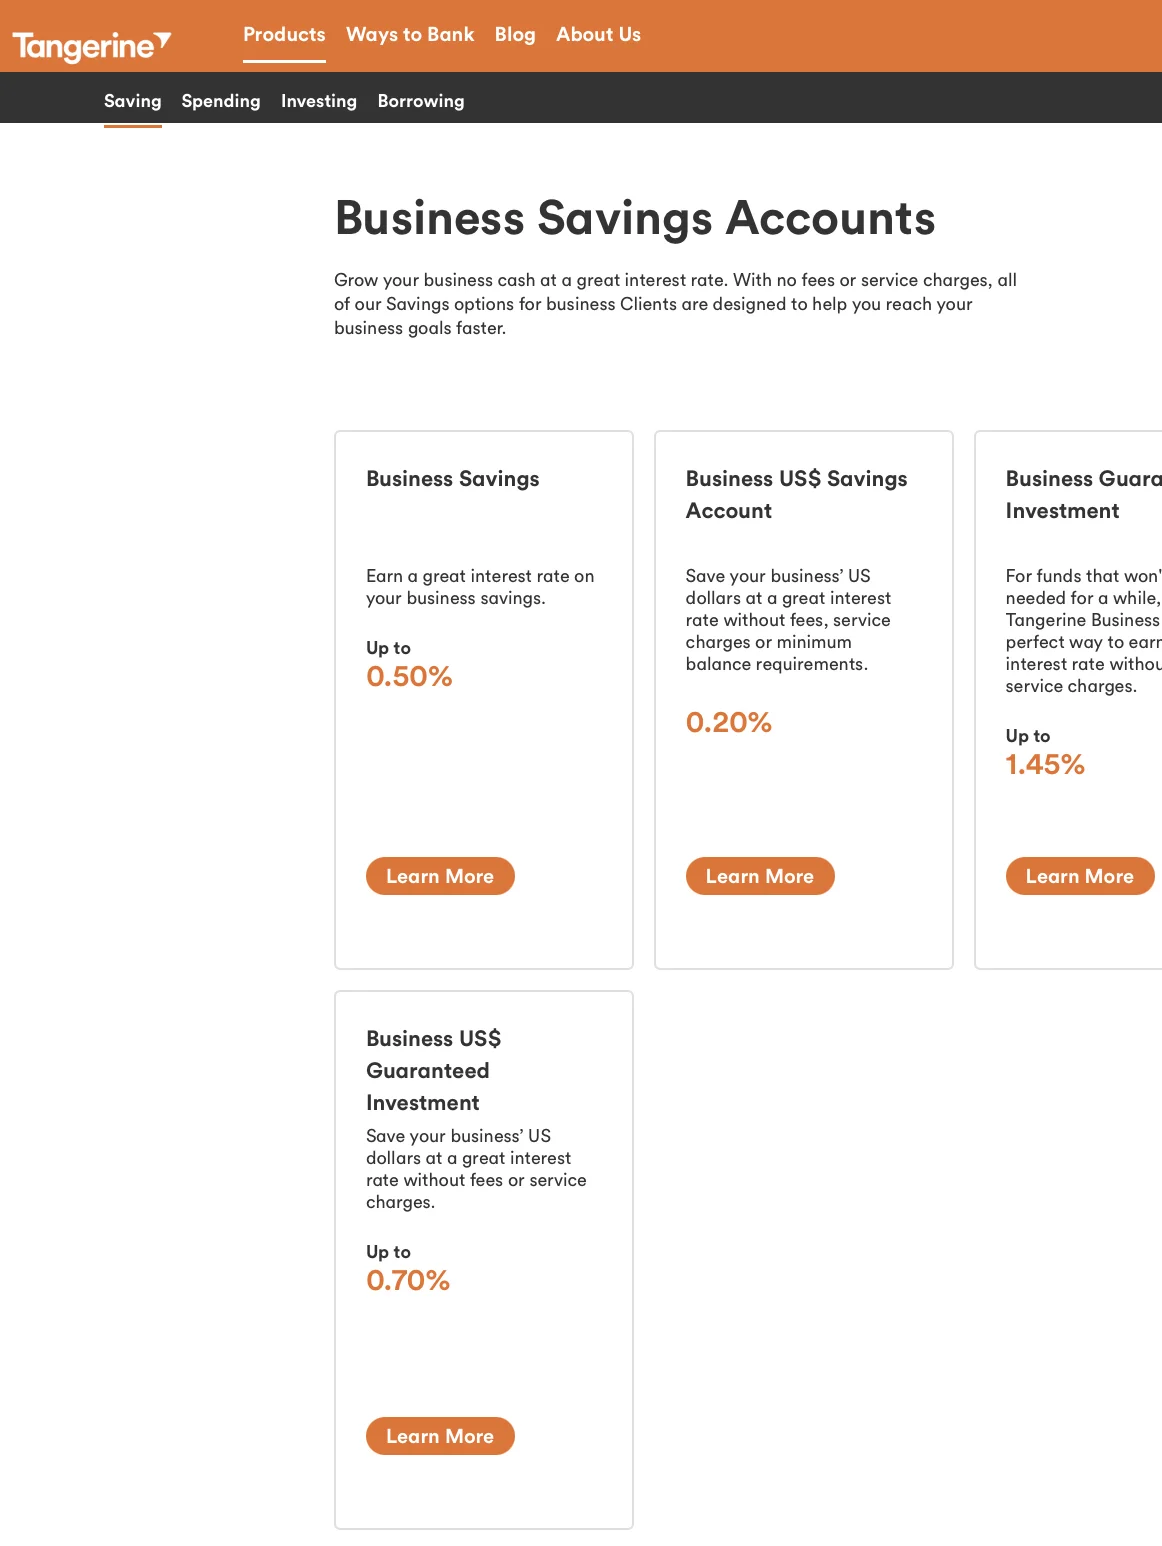 Tangerine
Products Ways to Bank Blog About Us
Saving Spending Investing Borrowing
Business Savings Accounts
Grow your business cash at a great interest rate. With no fees or service charges, all
of our Savings options for business Clients are designed to help you reach your
business goals faster.
Business Savings
Earn a great interest rate on
your business savings.
Up to
0.50%
Learn More
Business US$ Savings
Account
Save your business’ US
dollars at a great interest
rate without fees, service
charges or minimum
balance requirements.
0.20%
Learn More
Business
Investment
For funds that won'
needed for a while,
Tangerine Business
perfect way to earn
interest rate
service charges.
Up to
1.45%
Learn More
Business US$
Guaranteed
Investment
Save your business’ US
dollars at a great interest
rate without fees or service
charges.
Up to
0.70%
Learn More